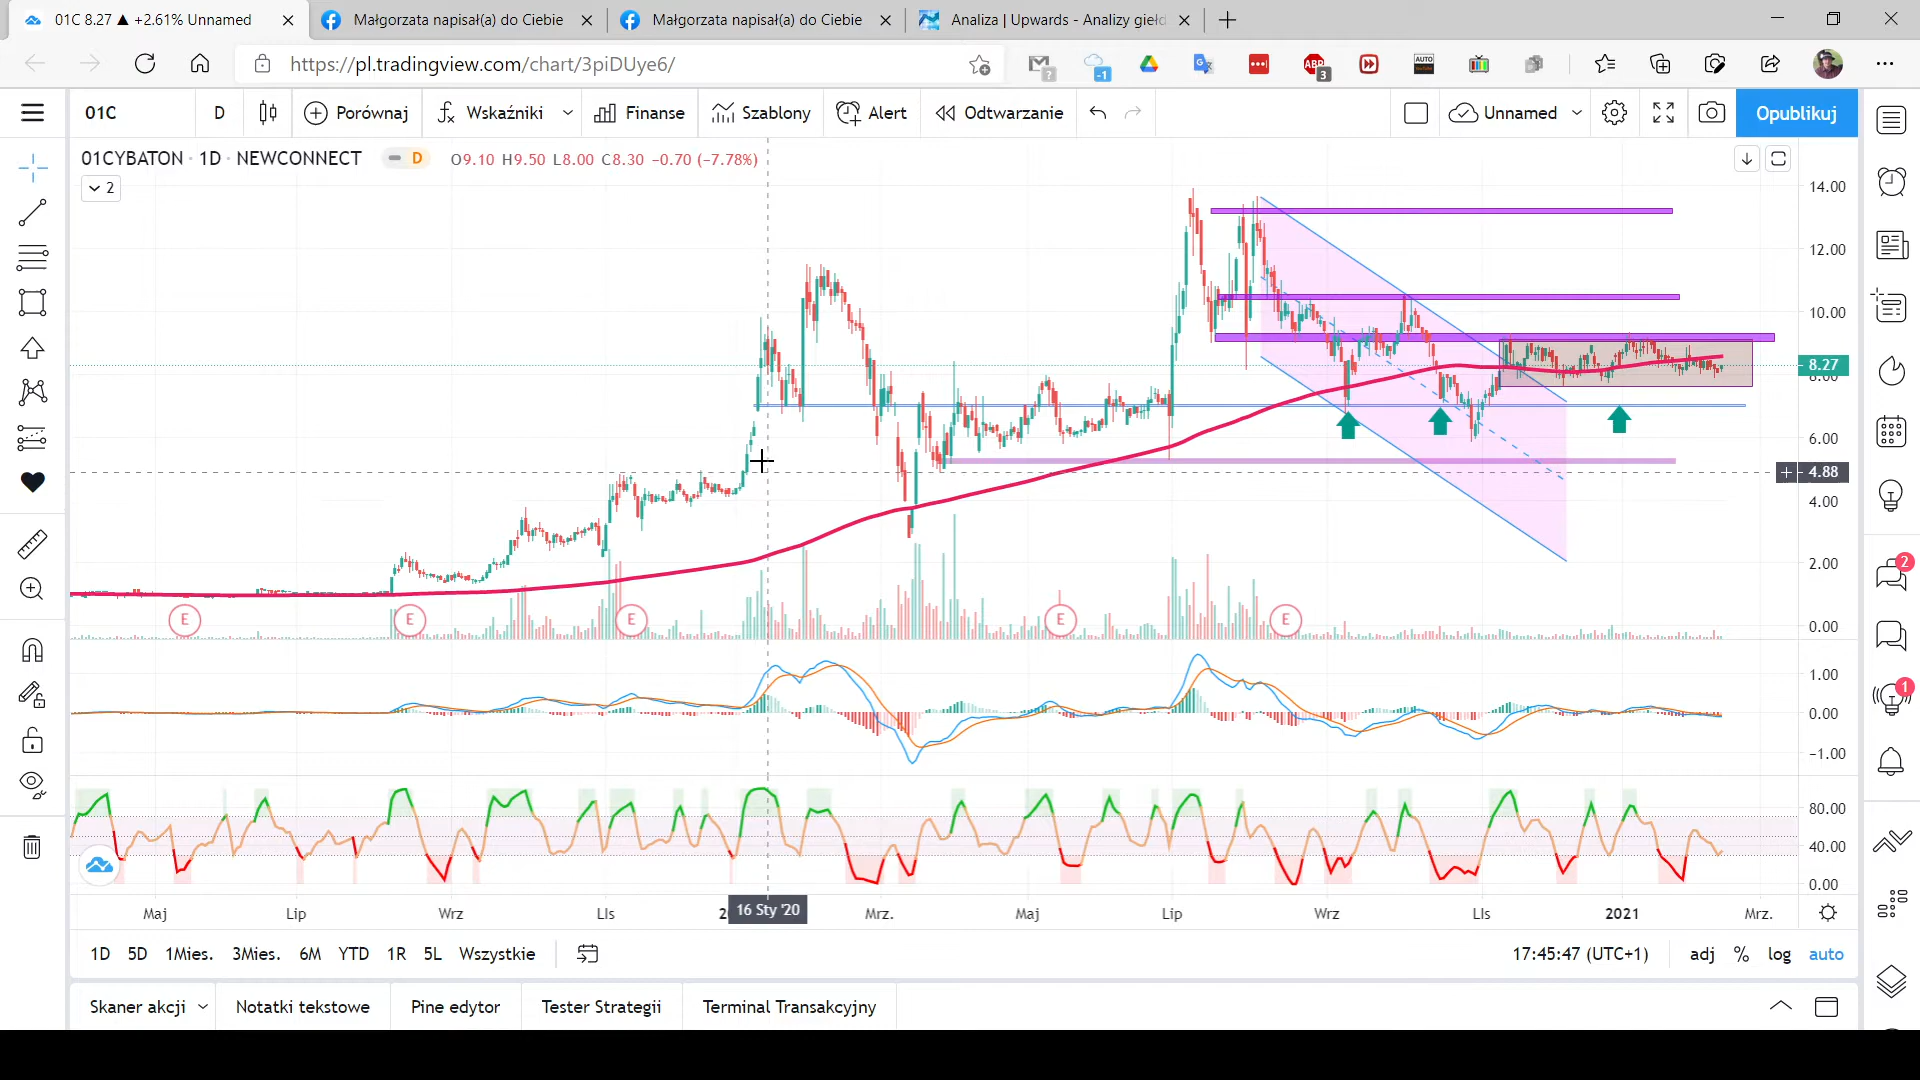 01C 8.27 ▲ +2.61% Unnamed
Małgorzata napisał(a) do Ciebie
Małgorzata napisał(a) do Ciebie
Analiza | Upwards - Analizy giełd
https://pl.tradingview.com/chart/3piDUye6/
-1
ABP
3
AUTO
01C
D
Porównaj
Wskaźniki
Finanse
Szablony
Alert
Odtwarzanie
Unnamed
Opublikuj
01CYBATON · 1D · NEWCONNECT
D
O9.10 H9.50 L8.00 C8.30 −0.70 (−7.78%)
2
14.00
12.00
10.00
8.27
8.00
6.00
4.88
4.00
2.00
0.00
E
E
E
E
E
1.00
0.00
−1.00
80.00
40.00
0.00
2
1
Maj
Lip
Wrz
LIs
16 Sty '20
Mrz.
Maj
Lip
Wrz
LIs
2021
Mrz.
1D
5D
1Mies.
3Mies.
6M
YTD
1R
5L
Wszystkie
17:45:47 (UTC+1)
adj
%
log
auto
Skaner akcji
Notatki tekstowe
Pine edytor
Tester Strategii
Terminal Transakcyjny